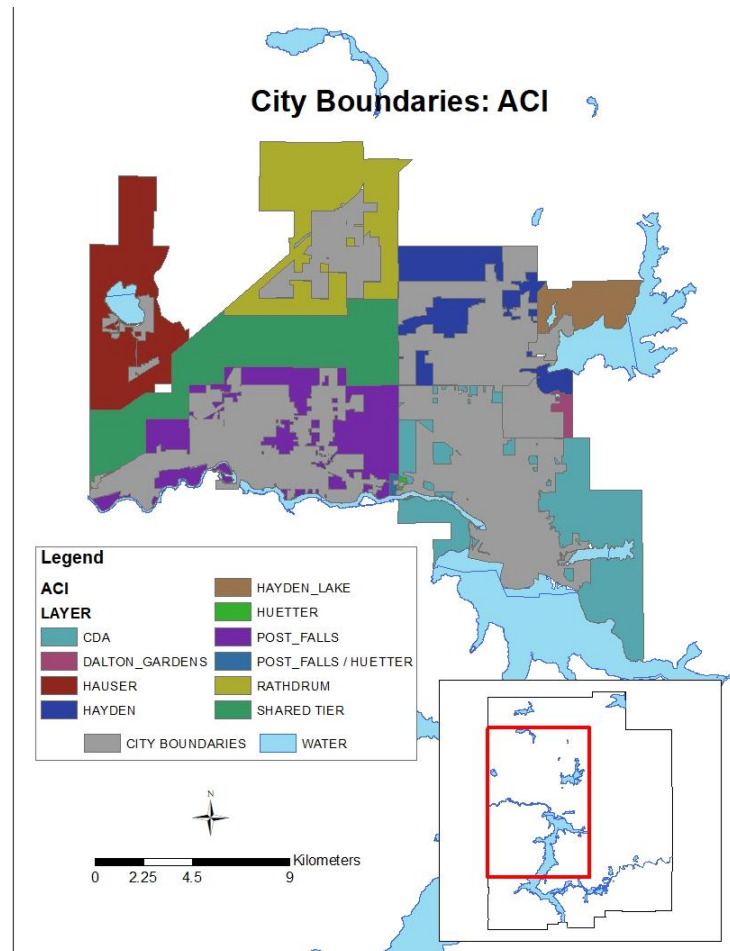 City Boundaries: ACI
Legend
ACI
LAYER
CDA
DALTON_GARDENS
HAUSER
HAYDEN
HAYDEN_LAKE
HUETTER
POST_FALLS
POST_FALLS / HUETTER
RATHDRUM
SHARED TIER
CITY BOUNDARIES
WATER
N
Kilometers
0 2.25 4.5 9